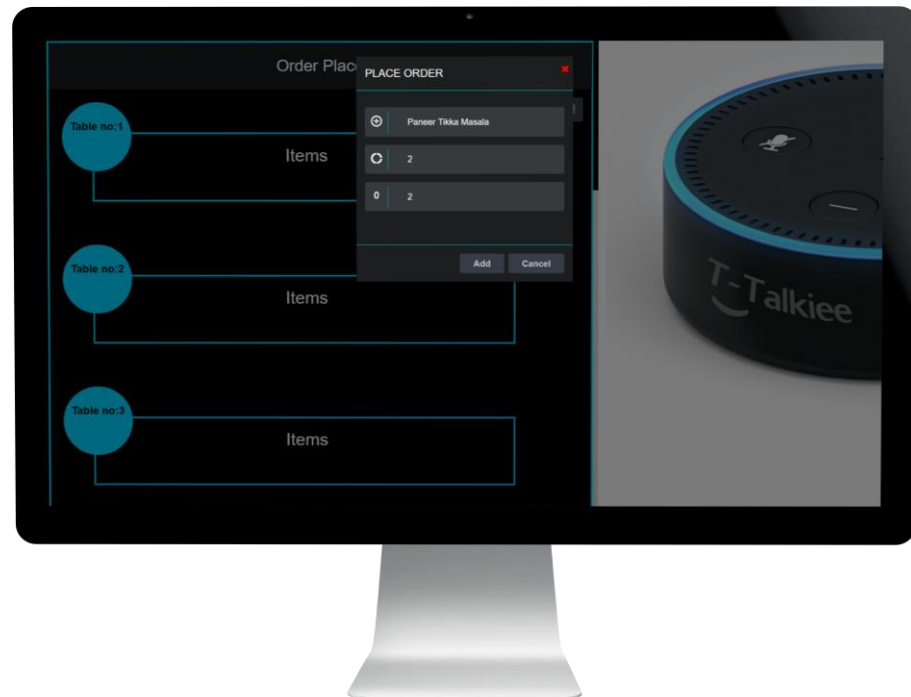 Order Plac
PLACE ORDER
Table no:1
Items
Paneer Tikka Masala
2
0
2
Add
Cancel
Table no:2
Items
Table no:3
Items
T-Talkiee